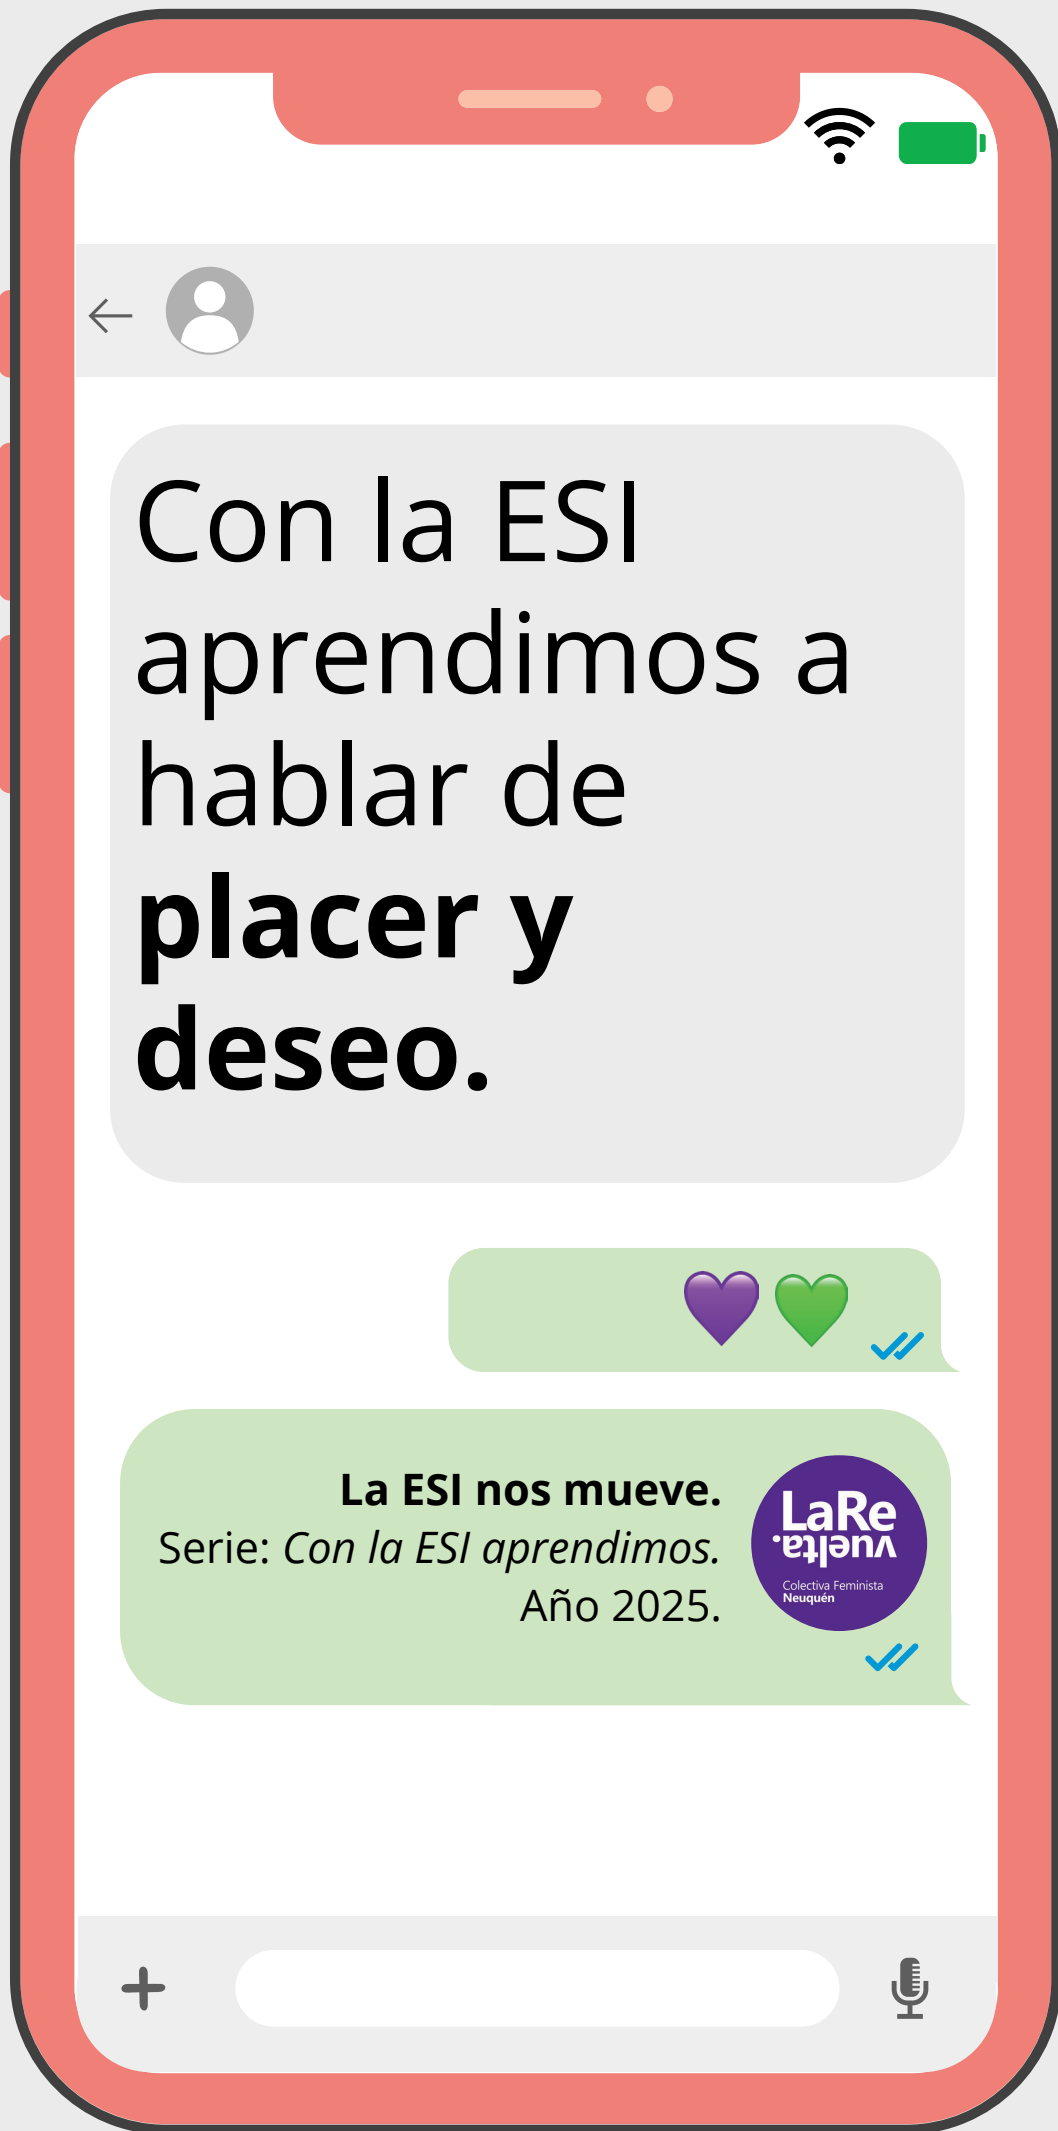 Con la ESI
aprendimos a
hablar de
placer y
deseo.
💜 💚
La ESI nos mueve.
Serie: Con la ESI aprendimos.
Año 2025.
LaRe
vuelta.
Colectiva Feminista
Neuquén